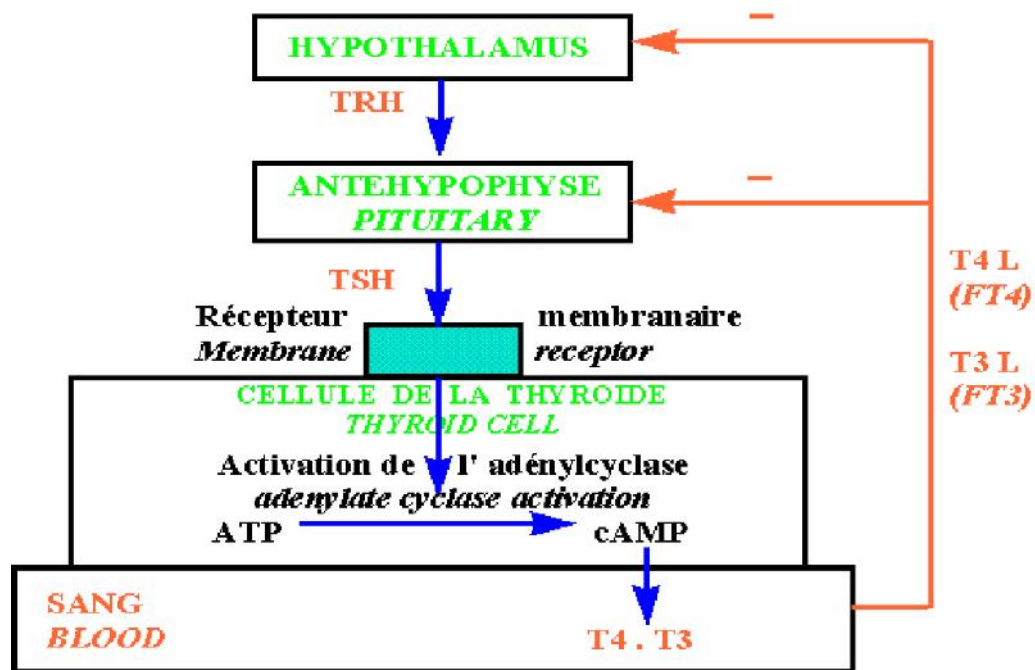 –
HYPOTHALAMUS
TRH
–
ANTEHYPOPHYSE
PITUITARY
TSH
T4 L
(FT4)
Récepteur membranaire
Membrane receptor
T3 L
(FT3)
CELLULE DE LA THYROIDE
THYROID CELL
Activation de l' adénylcyclase
adenylate cyclase activation
ATP cAMP
SANG
BLOOD
T4 . T3